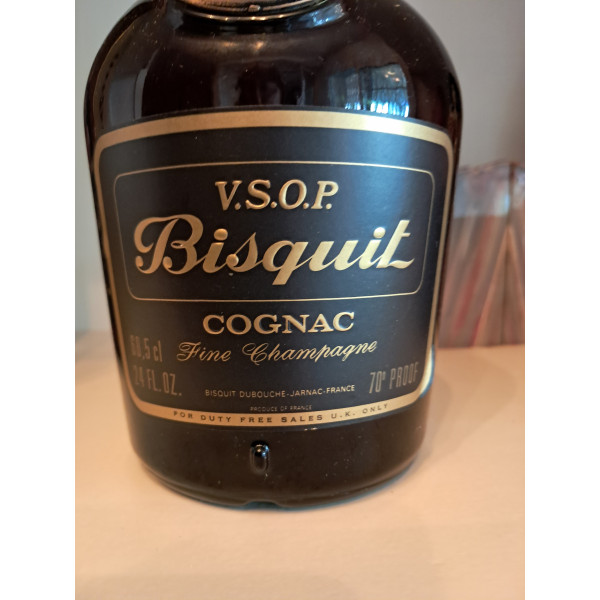 V.S.O.P.
Bisquit
COGNAC
Fine Champagne
68,5 cl
24 FL.OZ.
70° PROOF
BISQUIT DUBOUCHE-JARNAC-FRANCE
PRODUCE OF FRANCE
FOR DUTY FREE SALES U.K. ONLY